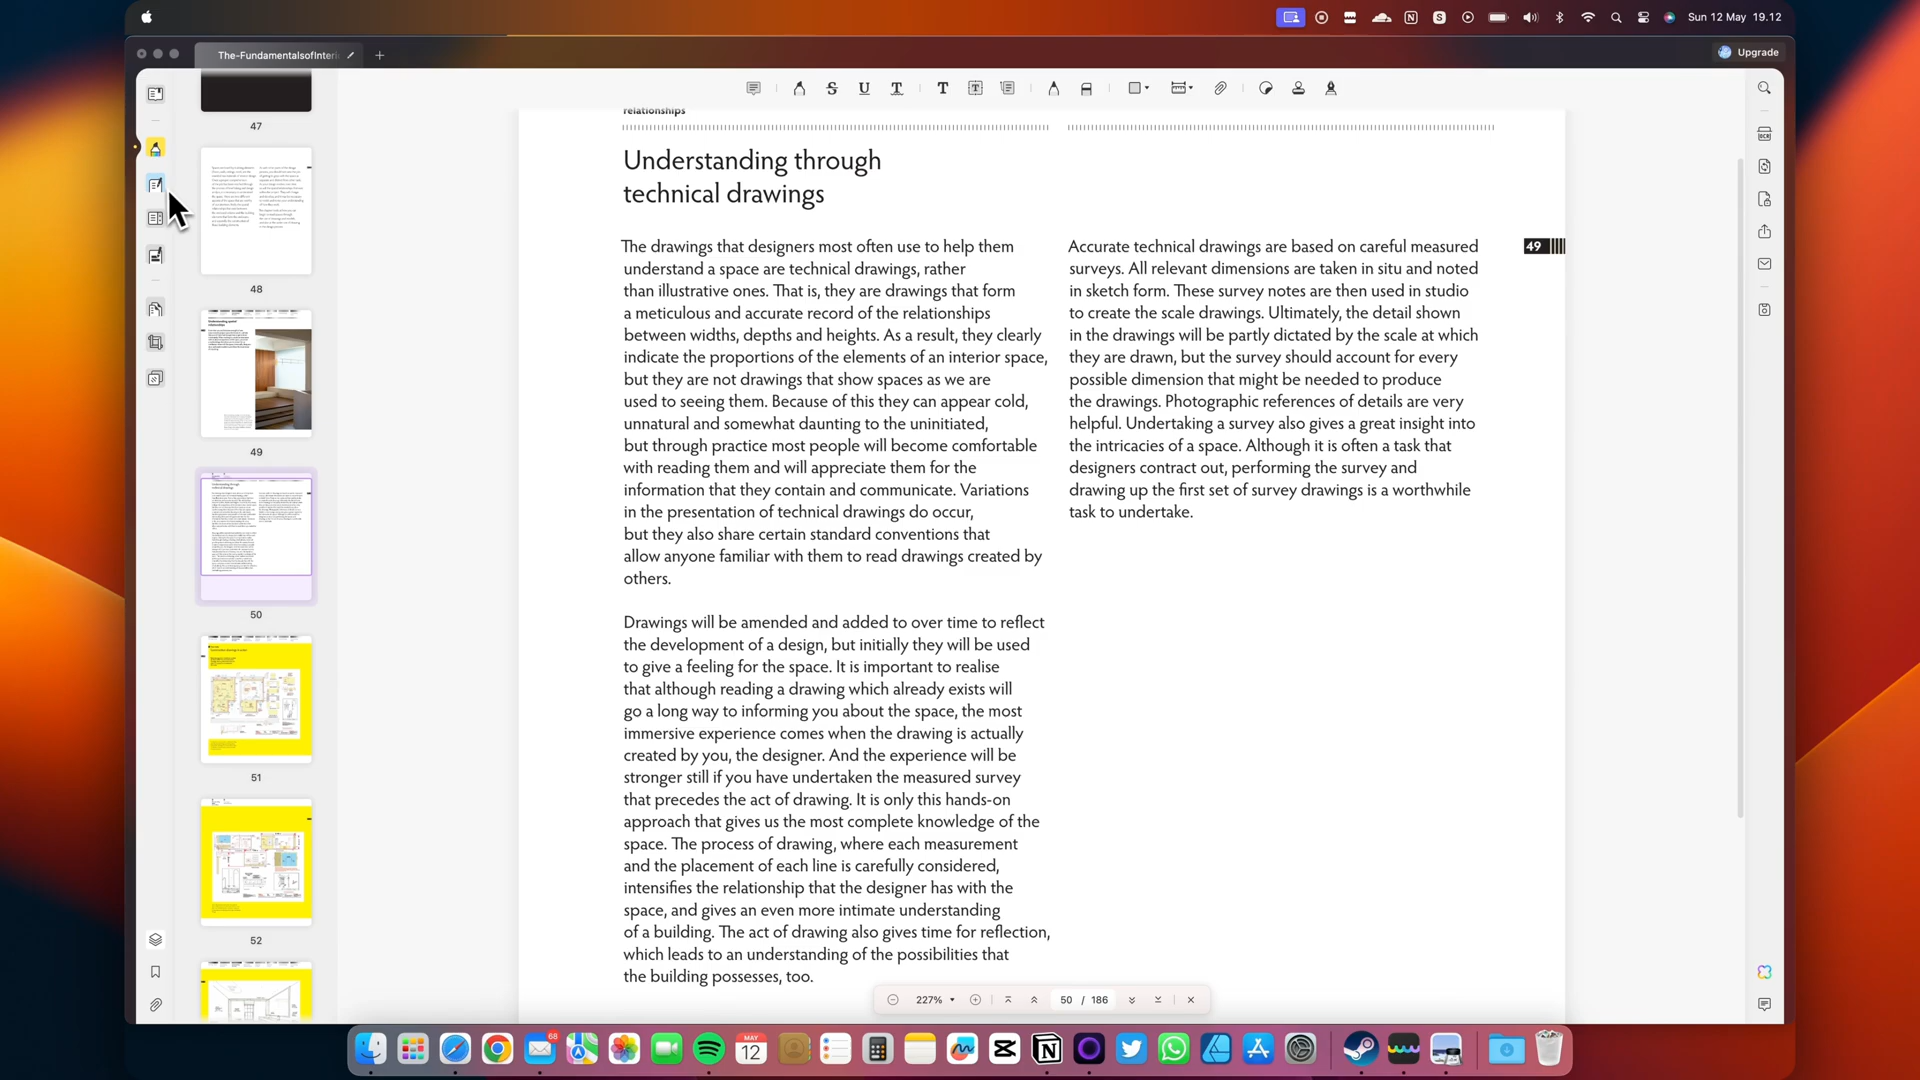 Sun 12 May 19.12
The-FundamentalsofInteri
Upgrade
47
48
49
50
51
52
relationships
Understanding through
technical drawings
The drawings that designers most often use to help them
understand a space are technical drawings, rather
than illustrative ones. That is, they are drawings that form
a meticulous and accurate record of the relationships
between widths, depths and heights. As a result, they clearly
indicate the proportions of the elements of an interior space,
but they are not drawings that show spaces as we are
used to seeing them. Because of this they can appear cold,
unnatural and somewhat daunting to the uninitiated,
but through practice most people will become comfortable
with reading them and will appreciate them for the
information that they contain and communicate. Variations
in the presentation of technical drawings do occur,
but they also share certain standard conventions that
allow anyone familiar with them to read drawings created by
others.
Drawings will be amended and added to over time to reflect
the development of a design, but initially they will be used
to give a feeling for the space. It is important to realise
that although reading a drawing which already exists will
go a long way to informing you about the space, the most
immersive experience comes when the drawing is actually
created by you, the designer. And the experience will be
stronger still if you have undertaken the measured survey
that precedes the act of drawing. It is only this hands-on
approach that gives us the most complete knowledge of the
space. The process of drawing, where each measurement
and the placement of each line is carefully considered,
intensifies the relationship that the designer has with the
space, and gives an even more intimate understanding
of a building. The act of drawing also gives time for reflection,
which leads to an understanding of the possibilities that
the building possesses, too.
Accurate technical drawings are based on careful measured
surveys. All relevant dimensions are taken in situ and noted
in sketch form. These survey notes are then used in studio
to create the scale drawings. Ultimately, the detail shown
in the drawings will be partly dictated by the scale at which
they are drawn, but the survey should account for every
possible dimension that might be needed to produce
the drawings. Photographic references of details are very
helpful. Undertaking a survey also gives a great insight into
the intricacies of a space. Although it is often a task that
designers contract out, performing the survey and
drawing up the first set of survey drawings is a worthwhile
task to undertake.
49
OCR
227%
50 / 186
68
MAY
12